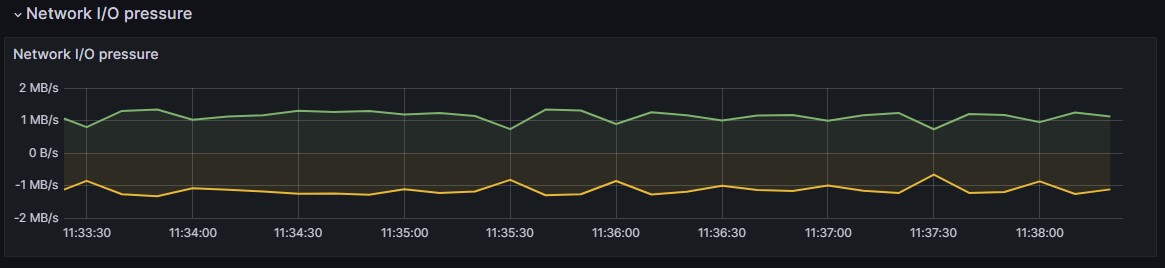 Network I/O pressure
Network I/O pressure
2 MB/s
1 MB/s
0 B/s
-1 MB/s
-2 MB/s
11:33:30 11:34:00 11:34:30 11:35:00 11:35:30 11:36:00 11:36:30 11:37:00 11:37:30 11:38:00